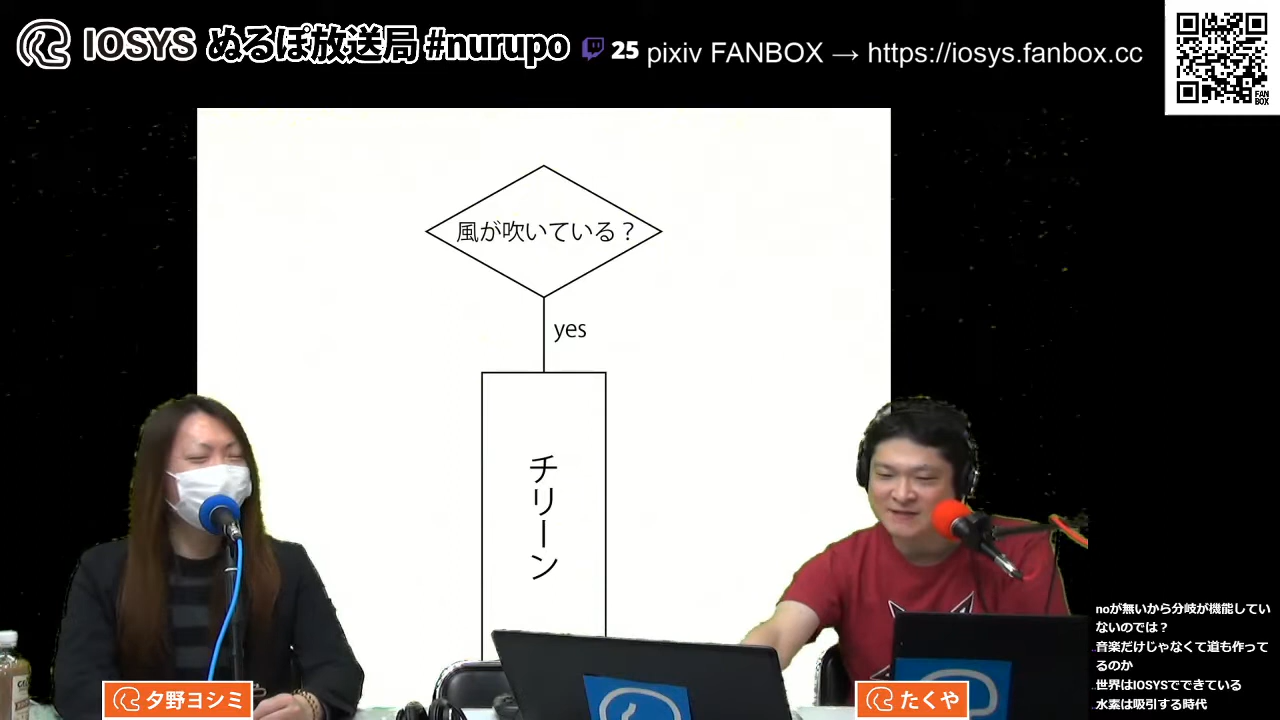 IOSYS ぬるぽ放送局 #nurupo 25 pixiv FANBOX → https://iosys.fanbox.cc
FAN
BOX
風が吹いている？
yes
チリーン
noが無いから分岐が機能してい
ないのでは？
音楽だけじゃなくて道も作って
るのか
世界はIOSYSでできている
水素は吸引する時代
夕野ヨシミ
たくや